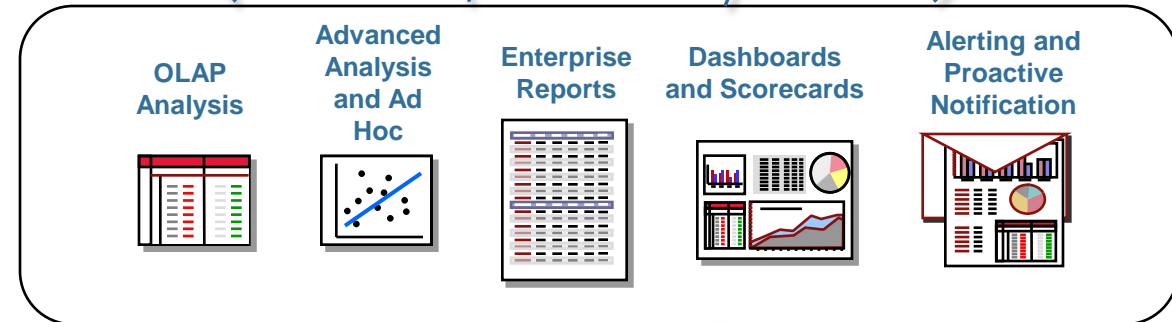 OLAP
Analysis
Advanced
Analysis
and Ad
Hoc
Enterprise
Reports
Dashboards
and Scorecards
Alerting and
Proactive
Notification